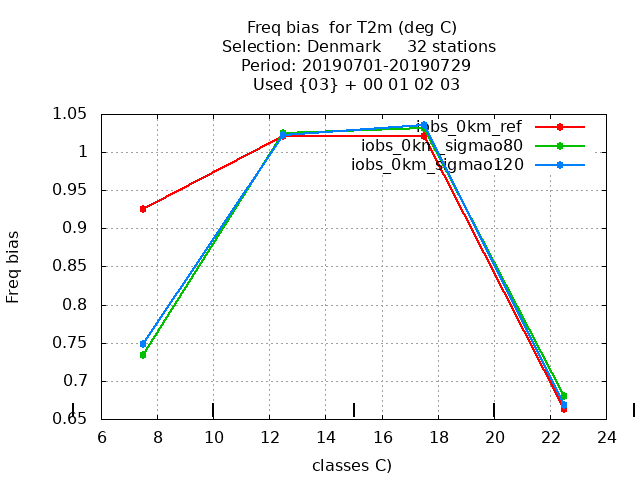 Freq bias  for T2m (deg C)
Selection: Denmark     32 stations
Period: 20190701-20190729
Used {03} + 00 01 02 03
iobs_0km_ref
iobs_0km_sigmao80
iobs_0km_sigmao120
Freq bias
1.05
1
0.95
0.9
0.85
0.8
0.75
0.7
0.65
6 8 10 12 14 16 18 20 22 24
classes C)